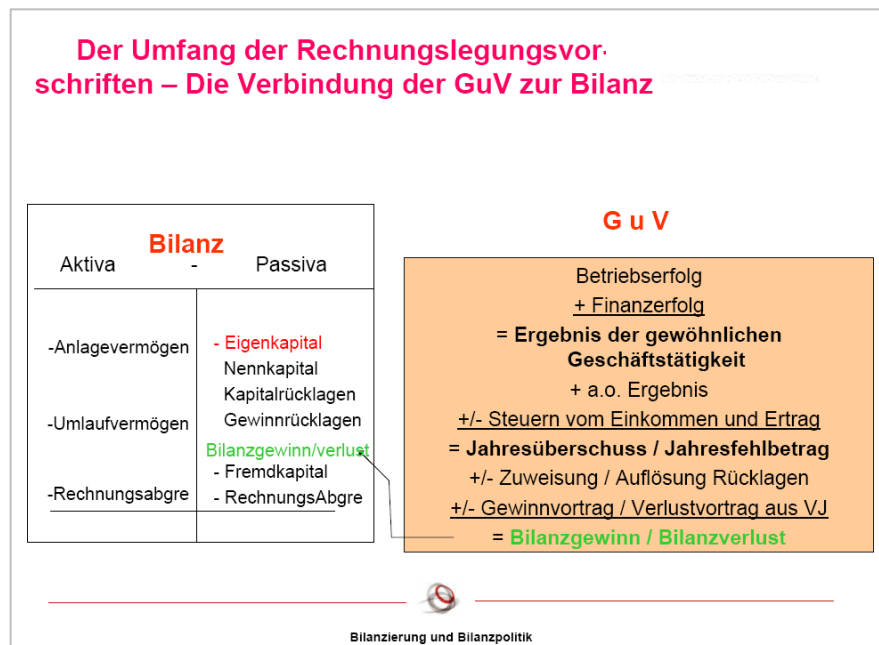 Der Umfang der Rechnungslegungsvor-
schriften – Die Verbindung der GuV zur Bilanz
Bilanz
Aktiva - Passiva
-Anlagevermögen
-Umlaufvermögen
-Rechnungsabgre
- Eigenkapital
Nennkapital
Kapitalrücklagen
Gewinnrücklagen
Bilanzgewinn/verlust
- Fremdkapital
- RechnungsAbgre
G u V
Betriebserfolg
+ Finanzerfolg
= Ergebnis der gewöhnlichen
Geschäftstätigkeit
+ a.o. Ergebnis
+/- Steuern vom Einkommen und Ertrag
= Jahresüberschuss / Jahresfehlbetrag
+/- Zuweisung / Auflösung Rücklagen
+/- Gewinnvortrag / Verlustvortrag aus VJ
= Bilanzgewinn / Bilanzverlust
Bilanzierung und Bilanzpolitik